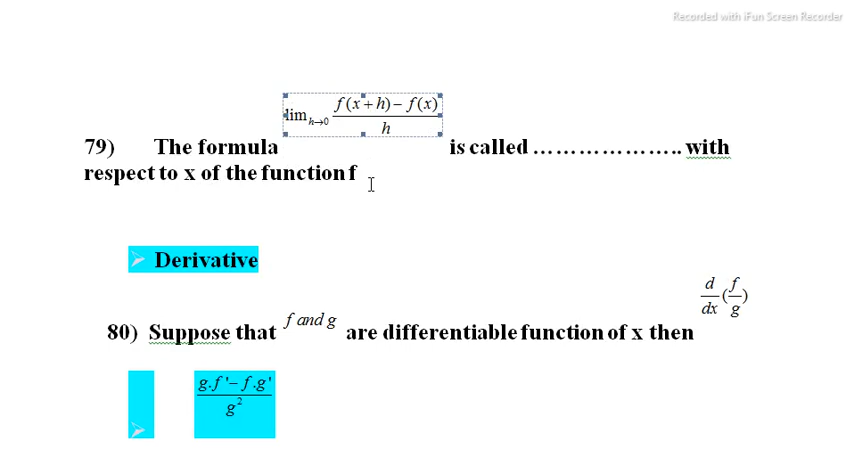 Recorded with iFun Screen Recorder
79) The formula lim h→0 f(x+h)− f(x) / h is called ……………….. with
respect to x of the function f
➢ Derivative
80) Suppose that f and g are differentiable function of x then d/dx (f/g)
➢ g.f '− f.g' / g²